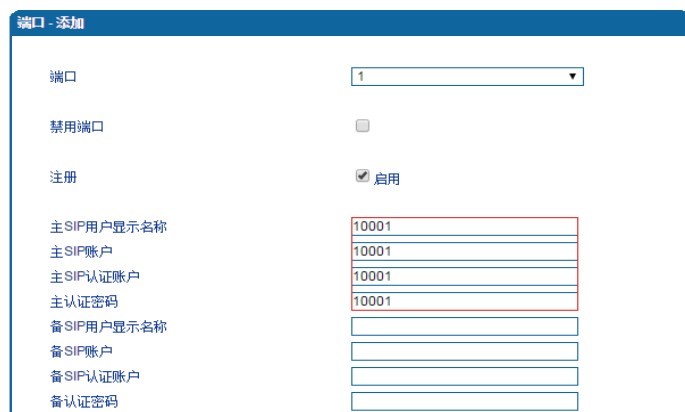 端口 - 添加
端口 1
禁用端口
注册 启用
主SIP用户显示名称 10001
主SIP账户 10001
主SIP认证账户 10001
主认证密码 10001
备SIP用户显示名称
备SIP账户
备SIP认证账户
备认证密码